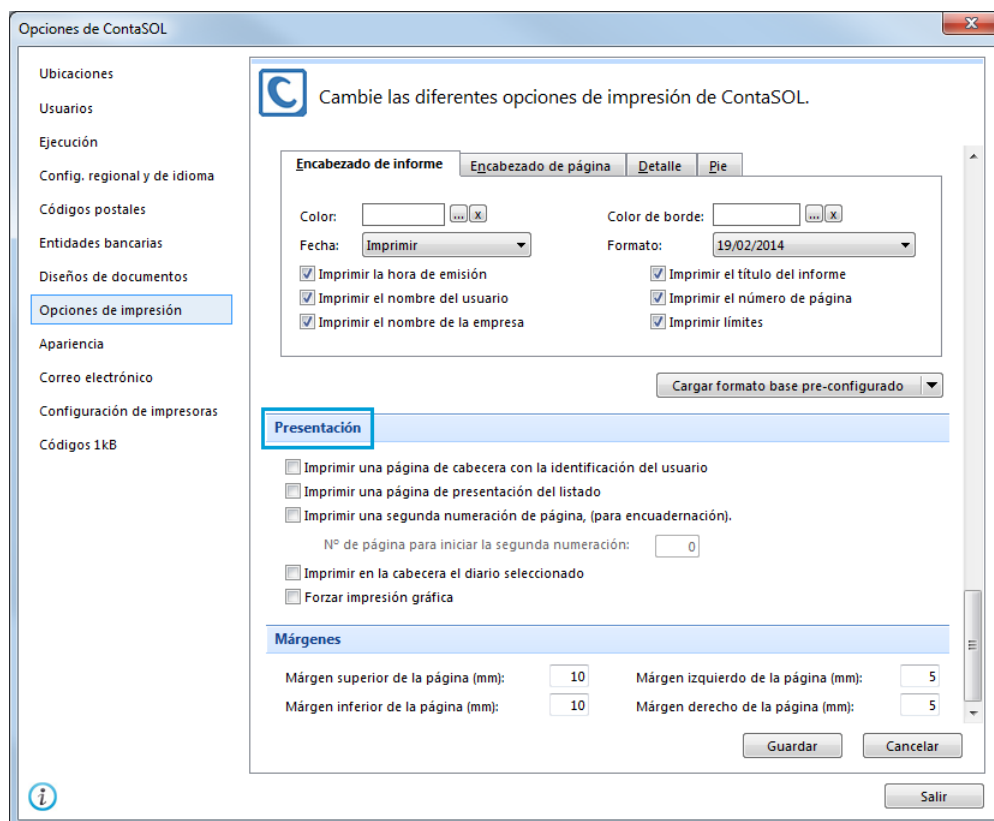 Opciones de ContaSOL
x
Ubicaciones
Usuarios
Ejecución
Config. regional y de idioma
Códigos postales
Entidades bancarias
Diseños de documentos
Opciones de impresión
Apariencia
Correo electrónico
Configuración de impresoras
Códigos 1kB
C
Cambie las diferentes opciones de impresión de ContaSOL.
Encabezado de informe Encabezado de página Detalle Pie
Color: ... x Color de borde: ... x
Fecha: Imprimir Formato: 19/02/2014
Imprimir la hora de emisión Imprimir el título del informe
Imprimir el nombre del usuario Imprimir el número de página
Imprimir el nombre de la empresa Imprimir límites
Cargar formato base pre-configurado
Presentación
Imprimir una página de cabecera con la identificación del usuario
Imprimir una página de presentación del listado
Imprimir una segunda numeración de página, (para encuadernación).
Nº de página para iniciar la segunda numeración: 0
Imprimir en la cabecera el diario seleccionado
Forzar impresión gráfica
Márgenes
Márgen superior de la página (mm): 10 Márgen izquierdo de la página (mm): 5
Márgen inferior de la página (mm): 10 Márgen derecho de la página (mm): 5
Guardar Cancelar
i
Salir